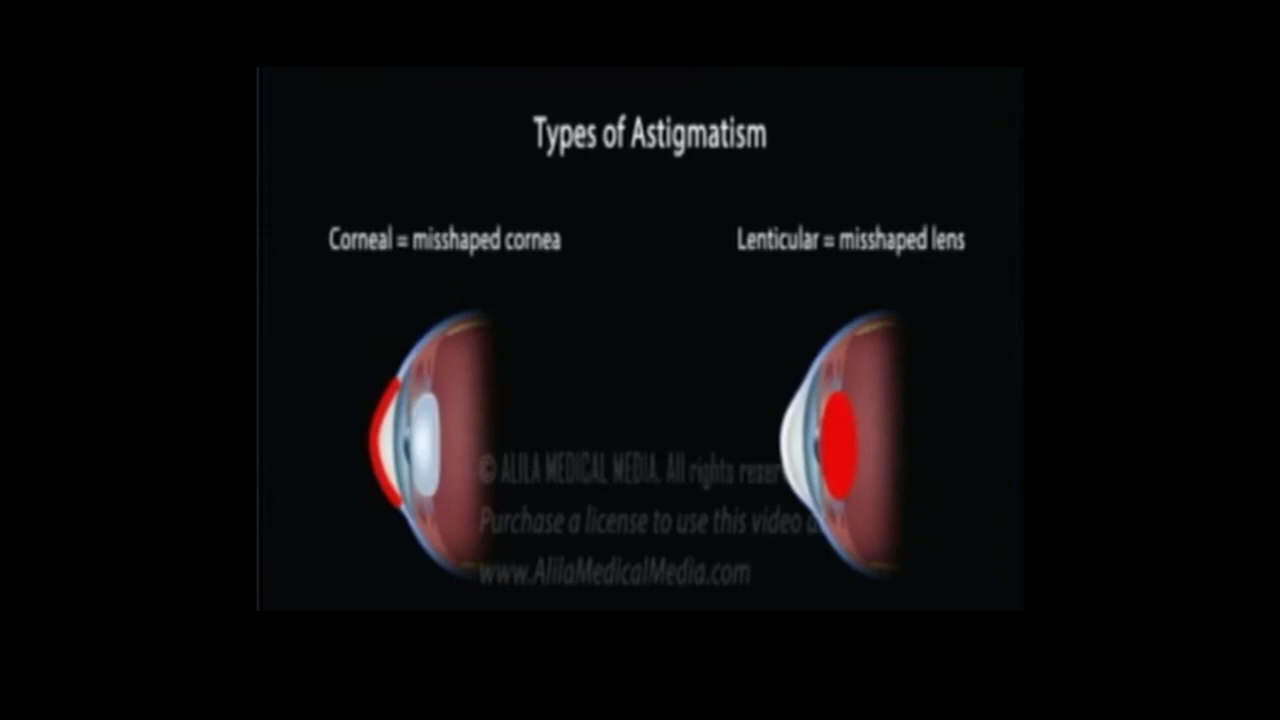 Types of Astigmatism
Corneal = misshaped cornea
Lenticular = misshaped lens
© ALILA MEDICAL MEDIA. All rights reser
Purchase a license to use this video
www.AlilaMedicalMedia.com